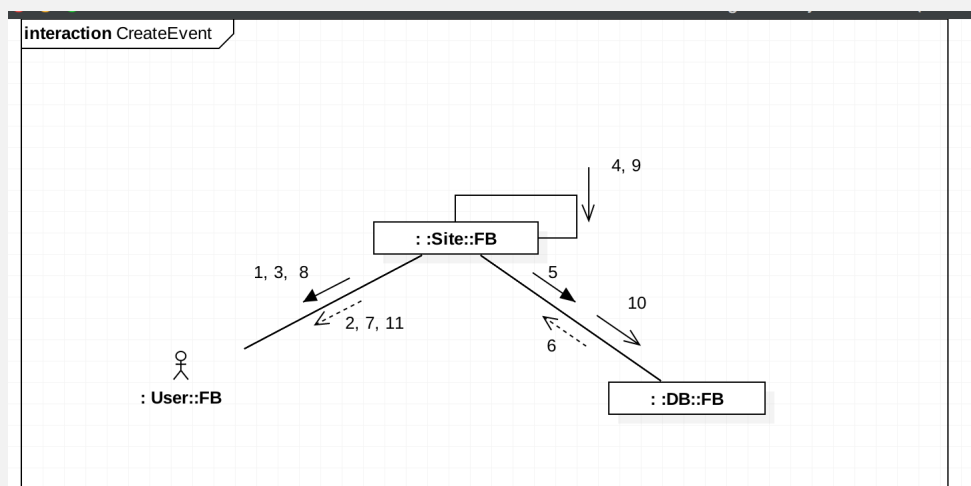 interaction CreateEvent
4, 9
: :Site::FB
1, 3, 8
5
10
2, 7, 11
6
: User::FB
: :DB::FB